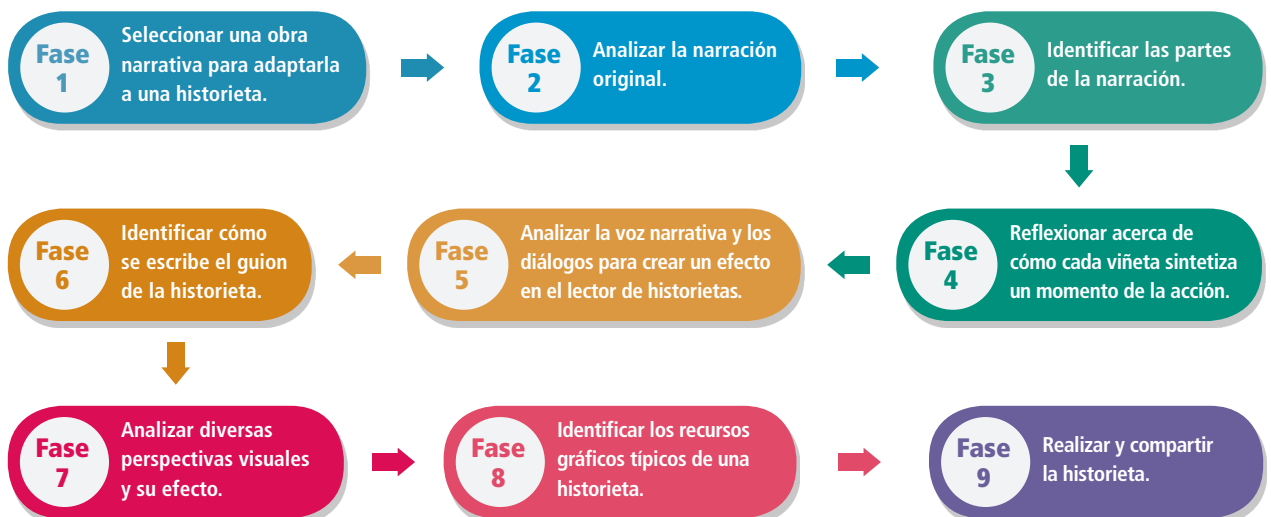 Fase
1
Seleccionar una obra
narrativa para adaptarla
a una historieta.
Fase
2
Analizar la narración
original.
Fase
3
Identificar las partes
de la narración.
Fase
4
Reflexionar acerca de
cómo cada viñeta sintetiza
un momento de la acción.
Fase
5
Analizar la voz narrativa y los
diálogos para crear un efecto
en el lector de historietas.
Fase
6
Identificar cómo
se escribe el guion
de la historieta.
Fase
7
Analizar diversas
perspectivas visuales
y su efecto.
Fase
8
Identificar los recursos
gráficos típicos de una
historieta.
Fase
9
Realizar y compartir
la historieta.